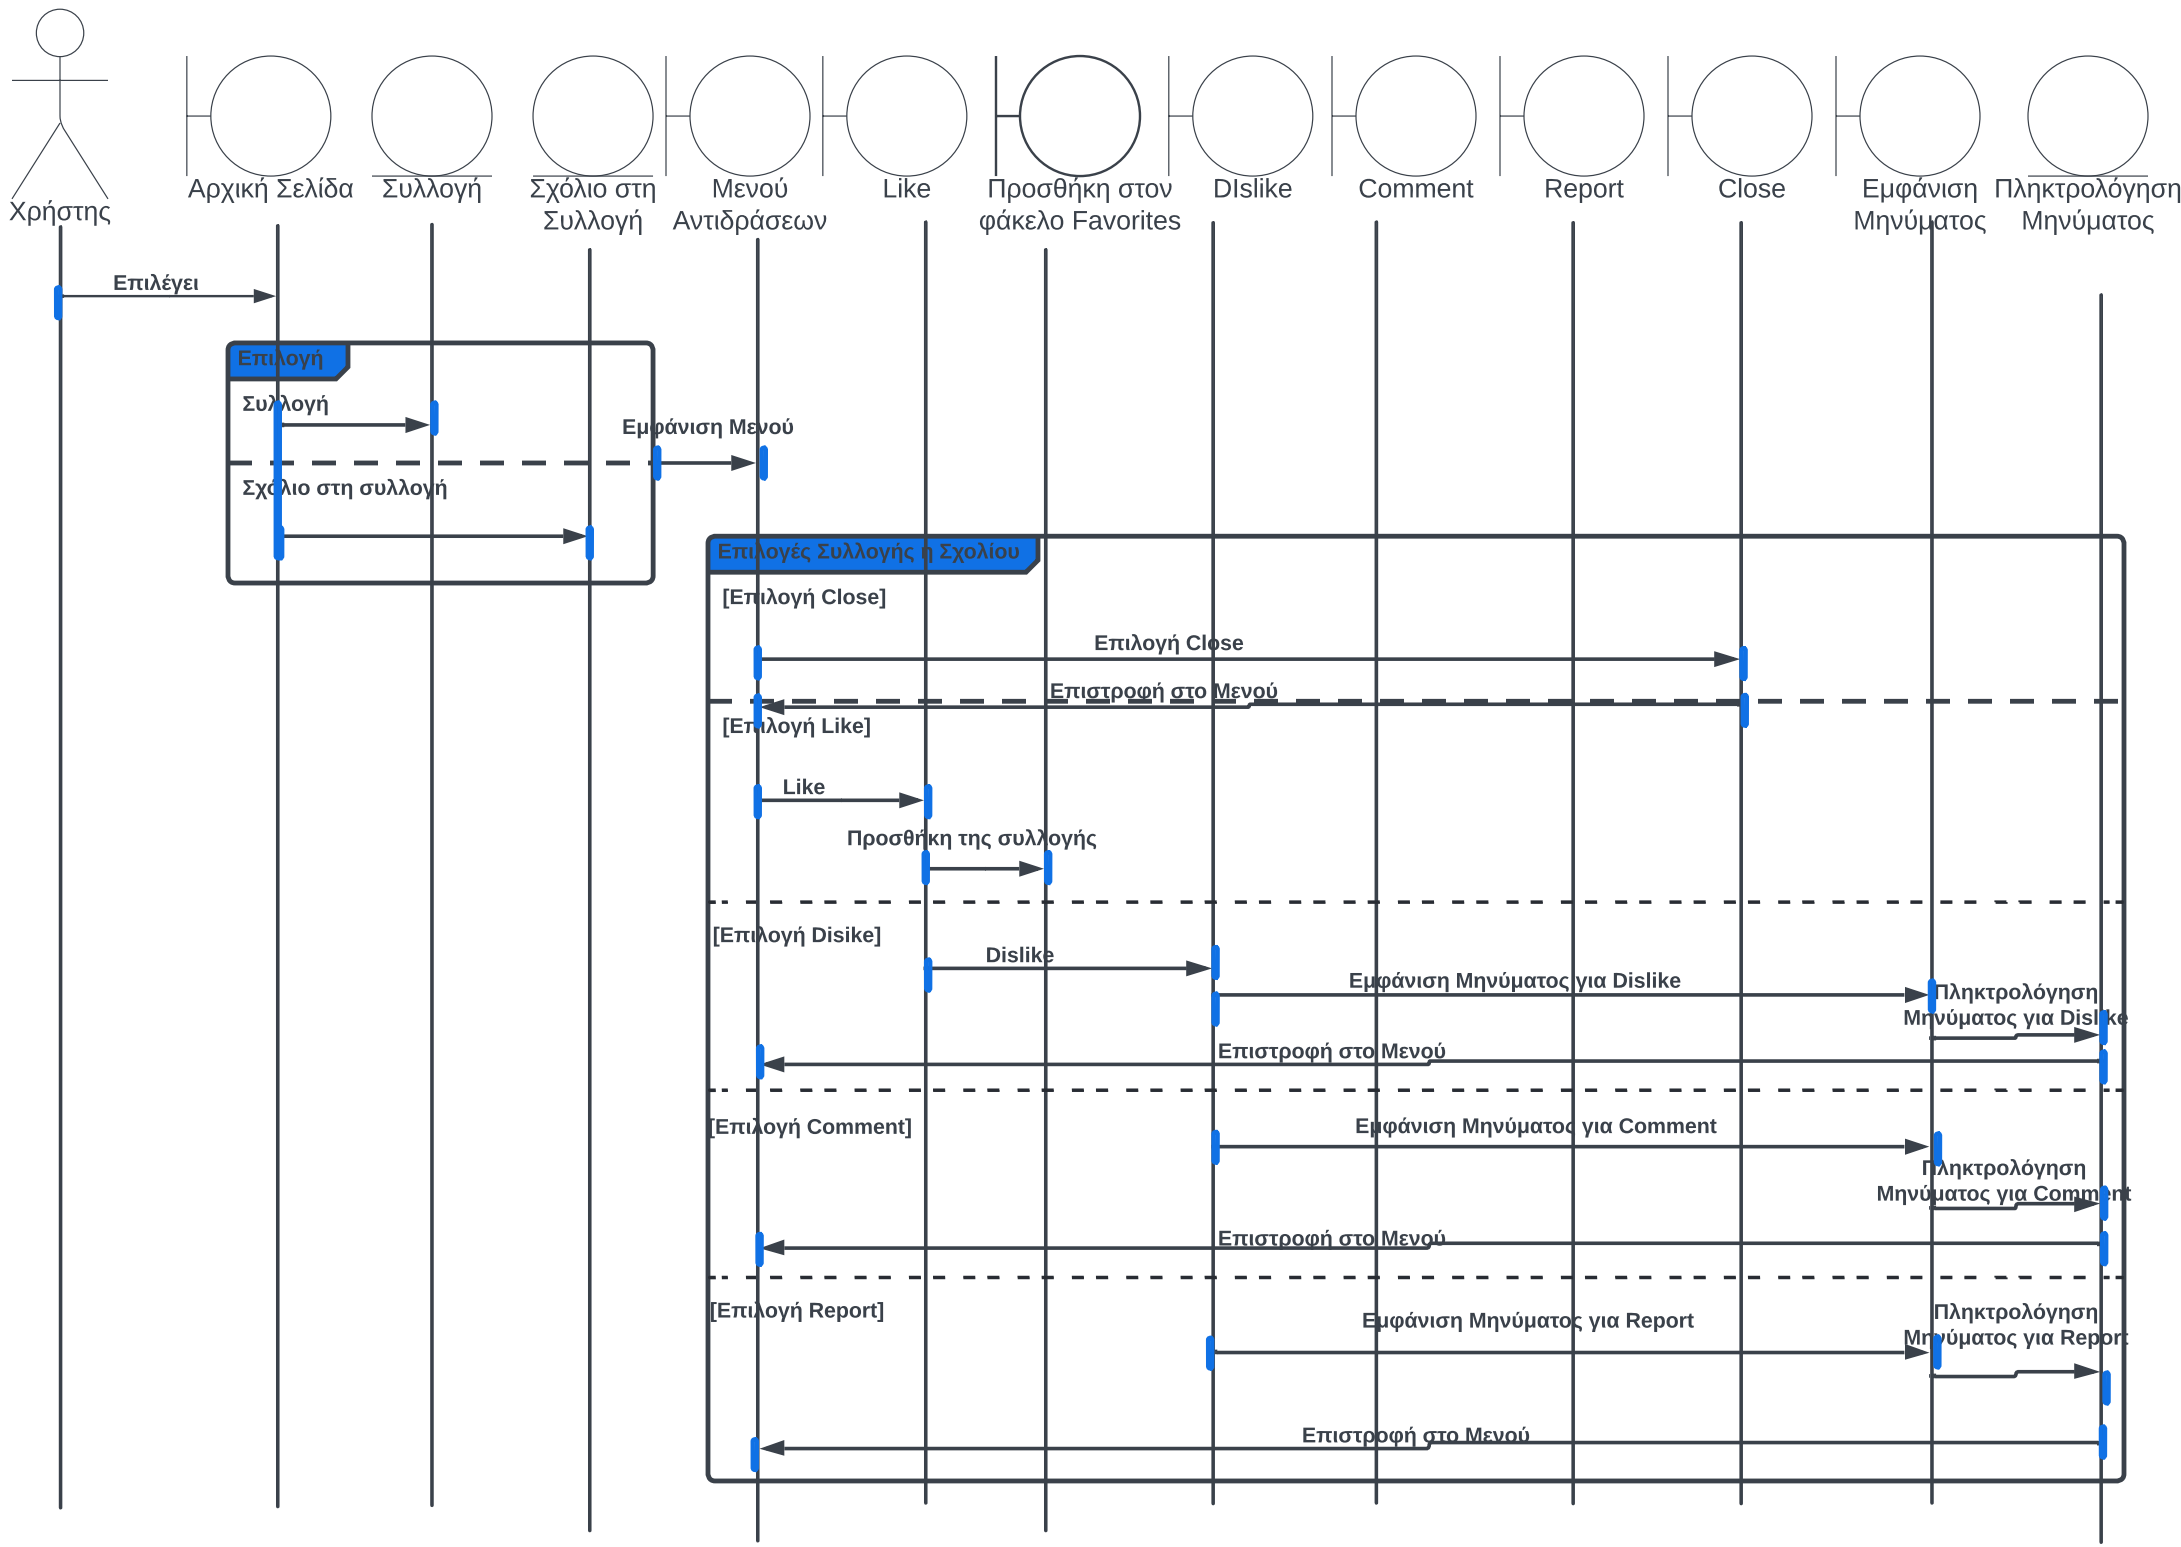 Χρήστης
Αρχική Σελίδα
Συλλογή
Σχόλιο στη
Συλλογή
Μενού
Αντιδράσεων
Like
Προσθήκη στον
φάκελο Favorites
DIslike
Comment
Report
Close
Εμφάνιση
Μηνύματος
Πληκτρολόγηση
Μηνύματος
Επιλέγει
Επιλογή
Συλλογή
Εμφάνιση Μενού
Σχόλιο στη συλλογή
Επιλογές Συλλογής ή Σχολίου
[Επιλογή Close]
Επιλογή Close
Επιστροφή στο Μενού
[Επιλογή Like]
Like
Προσθήκη της συλλογής
[Επιλογή Disike]
Dislike
Εμφάνιση Μηνύματος για Dislike
Πληκτρολόγηση
Μηνύματος για Dislike
Επιστροφή στο Μενού
[Επιλογή Comment]
Εμφάνιση Μηνύματος για Comment
Πληκτρολόγηση
Μηνύματος για Comment
Επιστροφή στο Μενού
[Επιλογή Report]
Εμφάνιση Μηνύματος για Report
Πληκτρολόγηση
Μηνύματος για Report
Επιστροφή στο Μενού